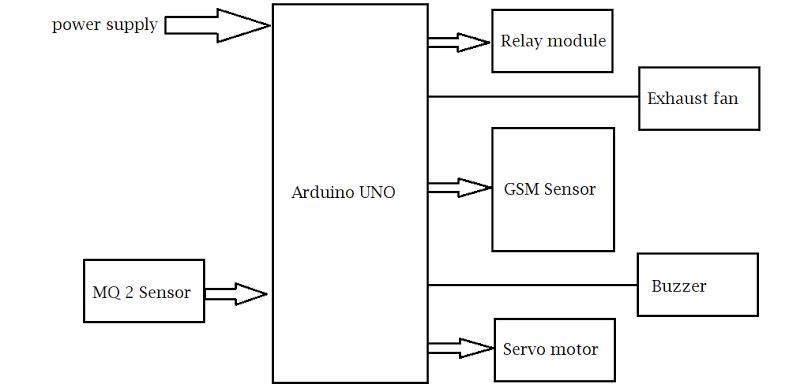 power supply
Relay module
Exhaust fan
Arduino UNO
GSM Sensor
MQ 2 Sensor
Buzzer
Servo motor